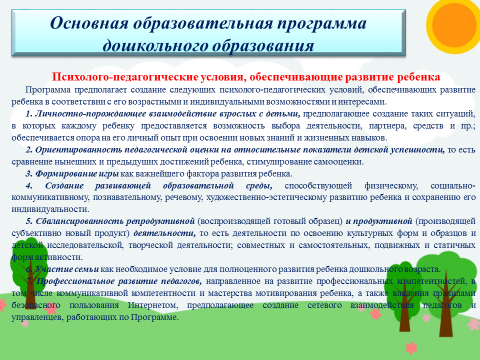 Основная образовательная программа
дошкольного образования
Психолого-педагогические условия, обеспечивающие развитие ребенка
Программа предполагает создание следующих психолого-педагогических условий, обеспечивающих развитие
ребенка в соответствии с его возрастными и индивидуальными возможностями и интересами.
1. Личностно-порождающее взаимодействие взрослых с детьми, предполагающее создание таких ситуаций,
в которых каждому ребенку предоставляется возможность выбора деятельности, партнера, средств и пр.;
обеспечивается опора на его личный опыт при освоении новых знаний и жизненных навыков.
2. Ориентированность педагогической оценки на относительные показатели детской успешности, то есть
сравнение нынешних и предыдущих достижений ребенка, стимулирование самооценки.
3. Формирование игры как важнейшего фактора развития ребенка.
4. Создание развивающей образовательной среды, способствующей физическому, социально-
коммуникативному, познавательному, речевому, художественно-эстетическому развитию ребенка и сохранению его
индивидуальности.
5. Сбалансированность репродуктивной (воспроизводящей готовый образец) и продуктивной (производящей
субъективно новый продукт) деятельности, то есть деятельности по освоению культурных форм и образцов и
детской исследовательской, творческой деятельности; совместных и самостоятельных, подвижных и статичных
форм активности.
6. Участие семьи как необходимое условие для полноценного развития ребенка дошкольного возраста.
7. Профессиональное развитие педагогов, направленное на развитие профессиональных компетентностей, в
том числе коммуникативной компетентности и мастерства мотивирования ребенка, а также владения правилами
безопасного пользования Интернетом, предполагающее создание сетевого взаимодействия педагогов и
управленцев, работающих по Программе.